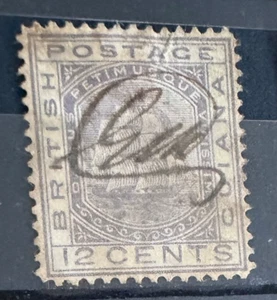 POSTAGE
BRITISH
PETIMUSQUE
GUIANA
12 CENTS